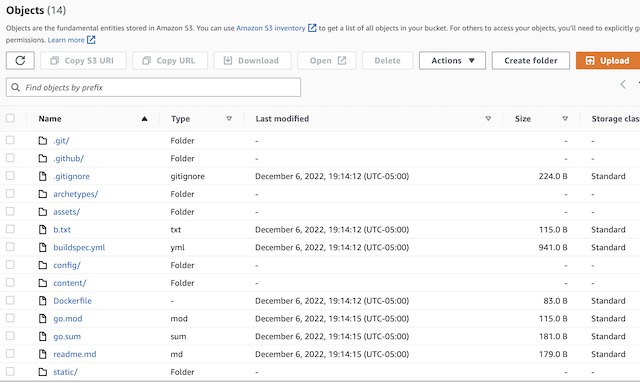 Objects (14)
Objects are the fundamental entities stored in Amazon S3. You can use Amazon S3 inventory to get a list of all objects in your bucket. For others to access your objects, you'll need to explicitly
permissions. Learn more
Copy S3 URI Copy URL Download Open Delete Actions Create folder Upload
Find objects by prefix
Name Type Last modified Size Storage clas
.git/ Folder - - -
.github/ Folder - - -
.gitignore gitignore December 6, 2022, 19:14:12 (UTC-05:00) 224.0 B Standard
archetypes/ Folder - - -
assets/ Folder - - -
b.txt txt December 6, 2022, 19:14:12 (UTC-05:00) 115.0 B Standard
buildspec.yml yml December 6, 2022, 19:14:12 (UTC-05:00) 941.0 B Standard
config/ Folder - - -
content/ Folder - - -
Dockerfile - December 6, 2022, 19:14:12 (UTC-05:00) 83.0 B Standard
go.mod mod December 6, 2022, 19:14:15 (UTC-05:00) 115.0 B Standard
go.sum sum December 6, 2022, 19:14:15 (UTC-05:00) 181.0 B Standard
readme.md md December 6, 2022, 19:14:15 (UTC-05:00) 179.0 B Standard
static/ Folder - - -